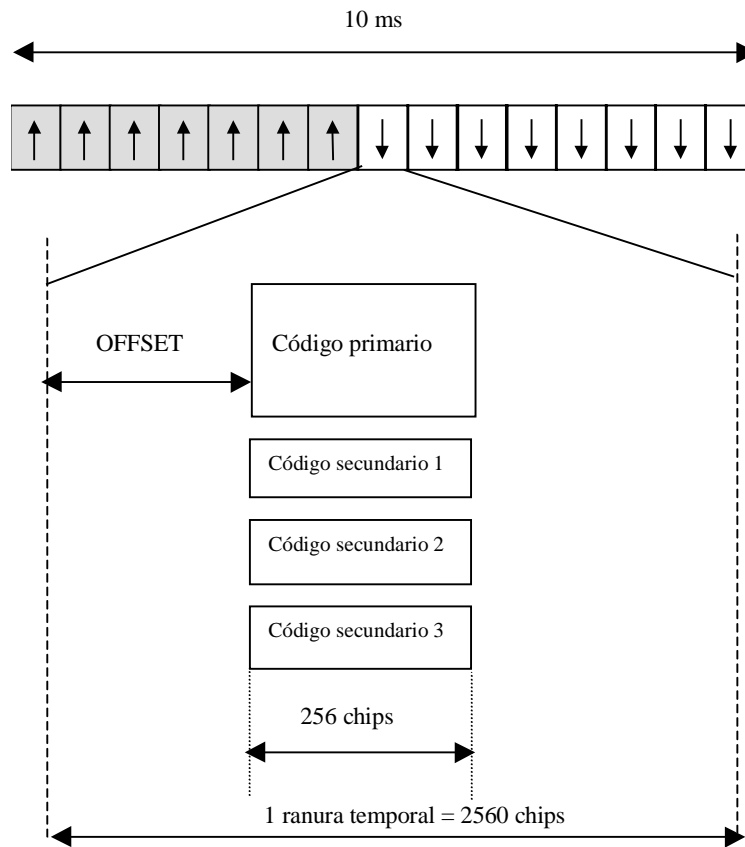 10 ms
OFFSET
Código primario
Código secundario 1
Código secundario 2
Código secundario 3
256 chips
1 ranura temporal = 2560 chips